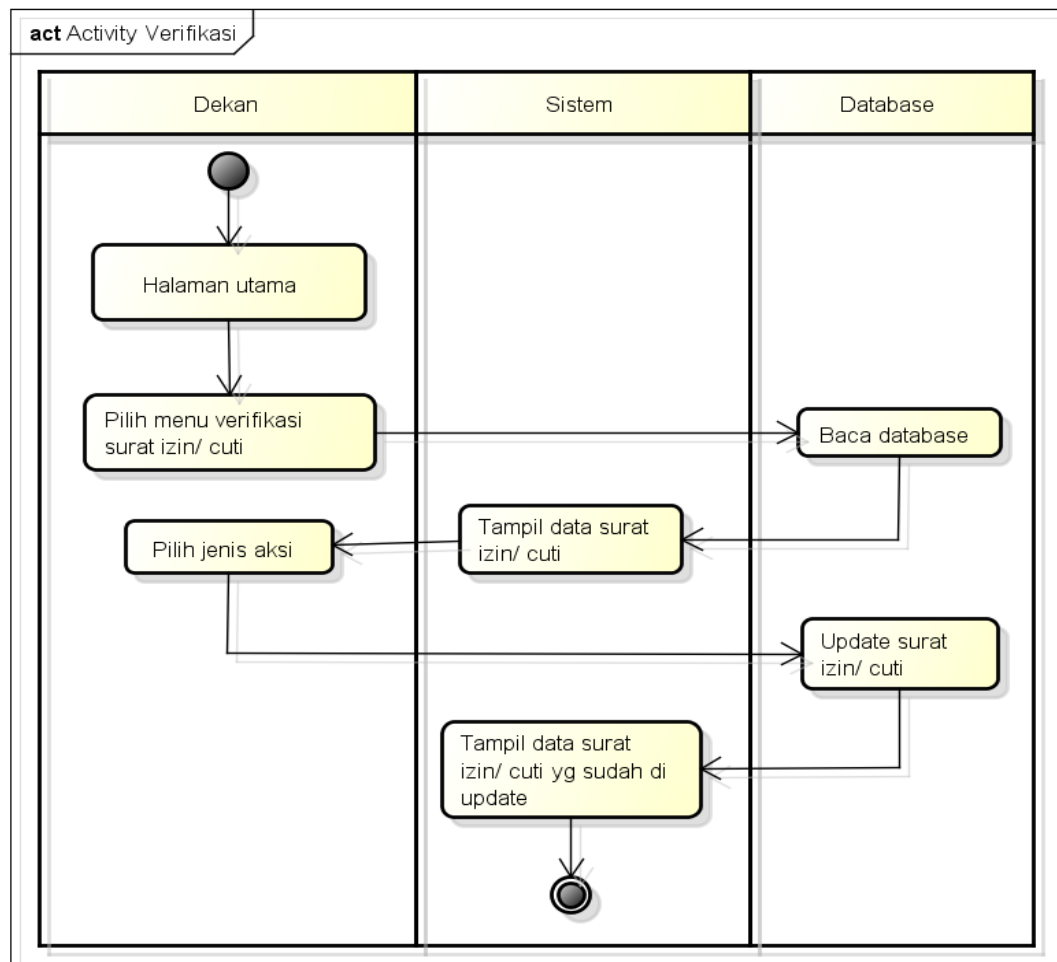 act Activity Verifikasi
Dekan
Sistem
Database
Halaman utama
Pilih menu verifikasi
surat izin/ cuti
Baca database
Tampil data surat
izin/ cuti
Pilih jenis aksi
Update surat
izin/ cuti
Tampil data surat
izin/ cuti yg sudah di
update